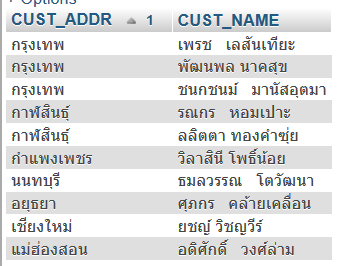 CUST_ADDR 1 CUST_NAME
กรุงเทพ เพรช เลสันเทียะ
กรุงเทพ พัฒนพล นาคสุข
กรุงเทพ ชนกชนม์ มานัสอุตมา
กาฬสินธุ์ รณกร หอมเปาะ
กาฬสินธุ์ ลลิตตา ทองคำซุ่ย
กำแพงเพชร วิลาสินี โพธิ์น้อย
นนทบุรี ธมลวรรณ โตวัฒนา
อยุธยา ศุภกร คล้ายเคลื่อน
เชียงใหม่ ยชญ์ วิชญวีร์
แม่ฮ่องสอน อดิศักดิ์ วงศ์ล่าม